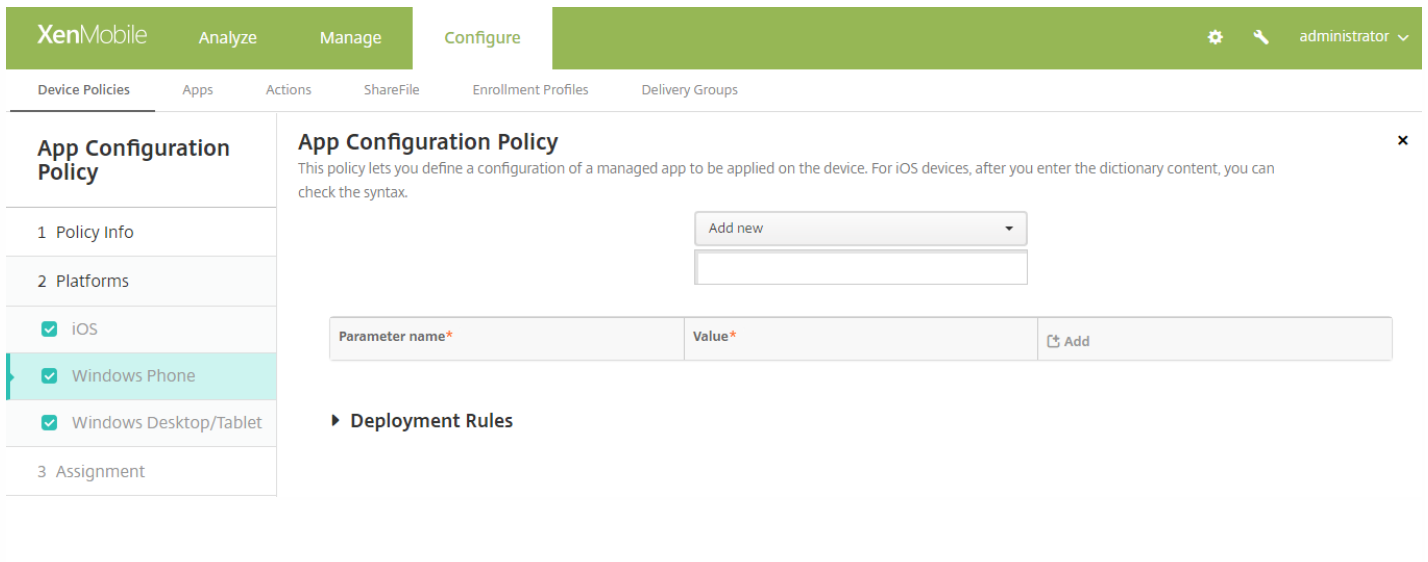 XenMobile Analyze Manage Configure administrator
Device Policies Apps Actions ShareFile Enrollment Profiles Delivery Groups
App Configuration
Policy
1 Policy Info
2 Platforms
iOS
Windows Phone
Windows Desktop/Tablet
3 Assignment
App Configuration Policy
This policy lets you define a configuration of a managed app to be applied on the device. For iOS devices, after you enter the dictionary content, you can
check the syntax.
Add new
Parameter name* Value* Add
Deployment Rules